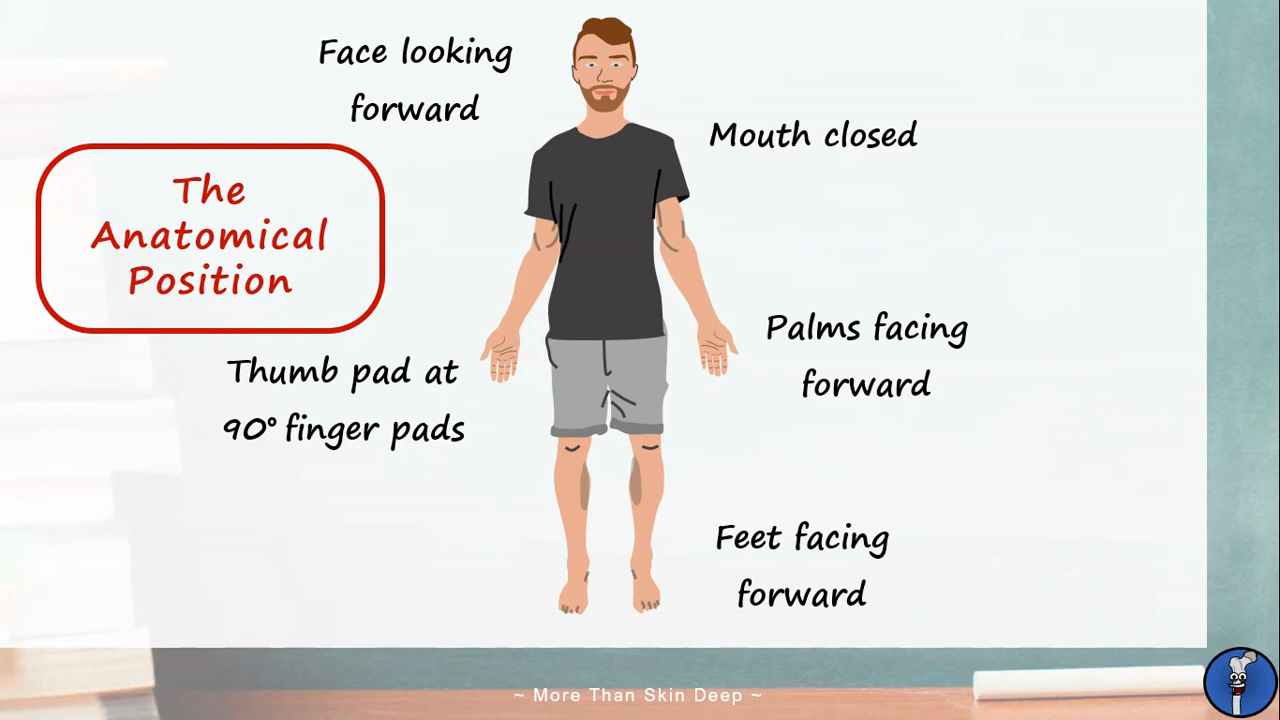 Face looking
forward
Mouth closed
The
Anatomical
Position
Palms facing
forward
Thumb pad at
90° finger pads
Feet facing
forward
~ More Than Skin Deep ~